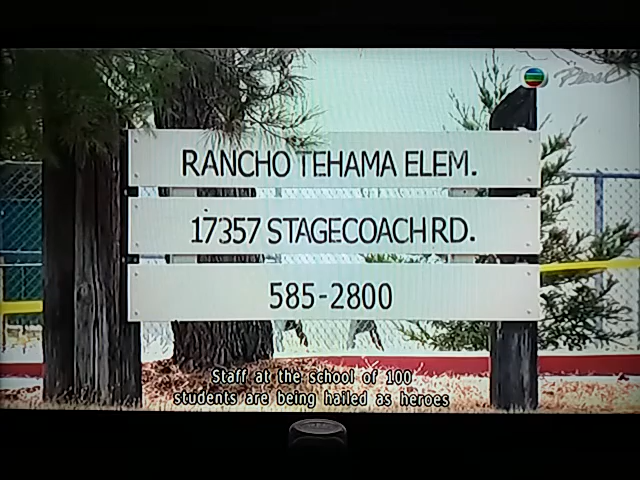 Pearl
RANCHO TEHAMA ELEM.
17357 STAGECOACH RD.
585-2800
Staff at the school of 100
students are being hailed as heroes